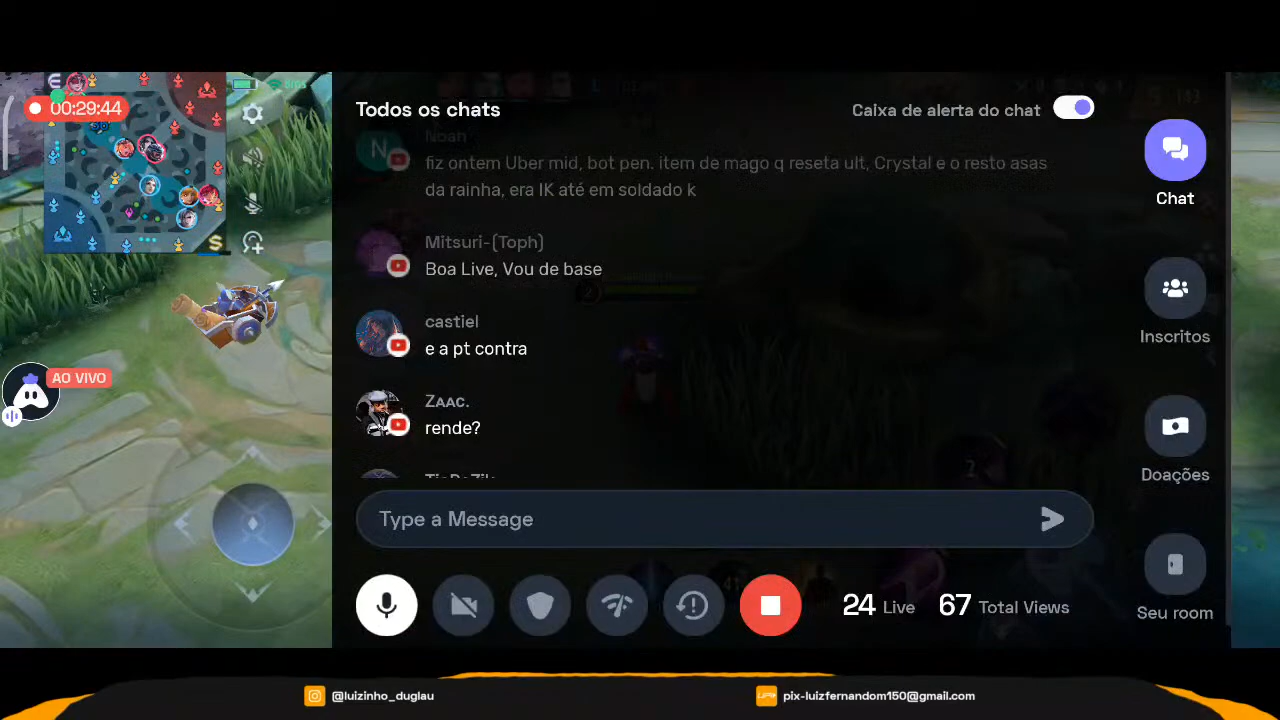 00:29:44
Todos os chats
Caixa de alerta do chat
Noah
N
fiz ontem Uber mid, bot pen. item de mago q reseta ult, Crystal e o resto asas
da rainha, era IK até em soldado k
Chat
Mitsuri-(Toph)
Boa Live, Vou de base
castiel
e a pt contra
Inscritos
AO VIVO
Zaac.
rende?
Doações
Type a Message
24 Live 67 Total Views
Seu room
@luizinho_duglau
pix-luizfernandom150@gmail.com